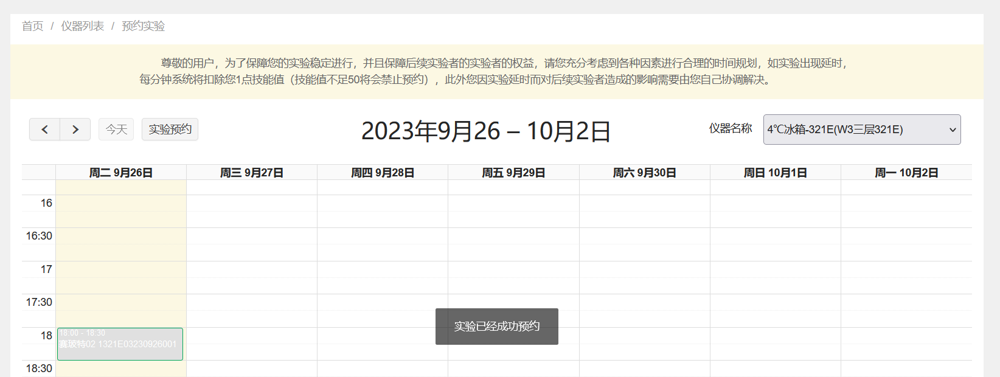 首页 / 仪器列表 / 预约实验
尊敬的用户，为了保障您的实验稳定进行，并且保障后续实验者的实验者的权益，请您充分考虑到各种因素进行合理的时间规划，如实验出现延时，
每分钟系统将扣除您1点技能值（技能值不足50将会禁止预约），此外您因实验延时而对后续实验者造成的影响需要由您自己协调解决。
今天 实验预约 2023年9月26 – 10月2日 仪器名称 4℃冰箱-321E(W3三层321E)
周二 9月26日 周三 9月27日 周四 9月28日 周五 9月29日 周六 9月30日 周日 10月1日 周一 10月2日
16
16:30
17
17:30
实验已经成功预约
18
18:00 - 18:30
赛玻特02 1321E03230926001
18:30